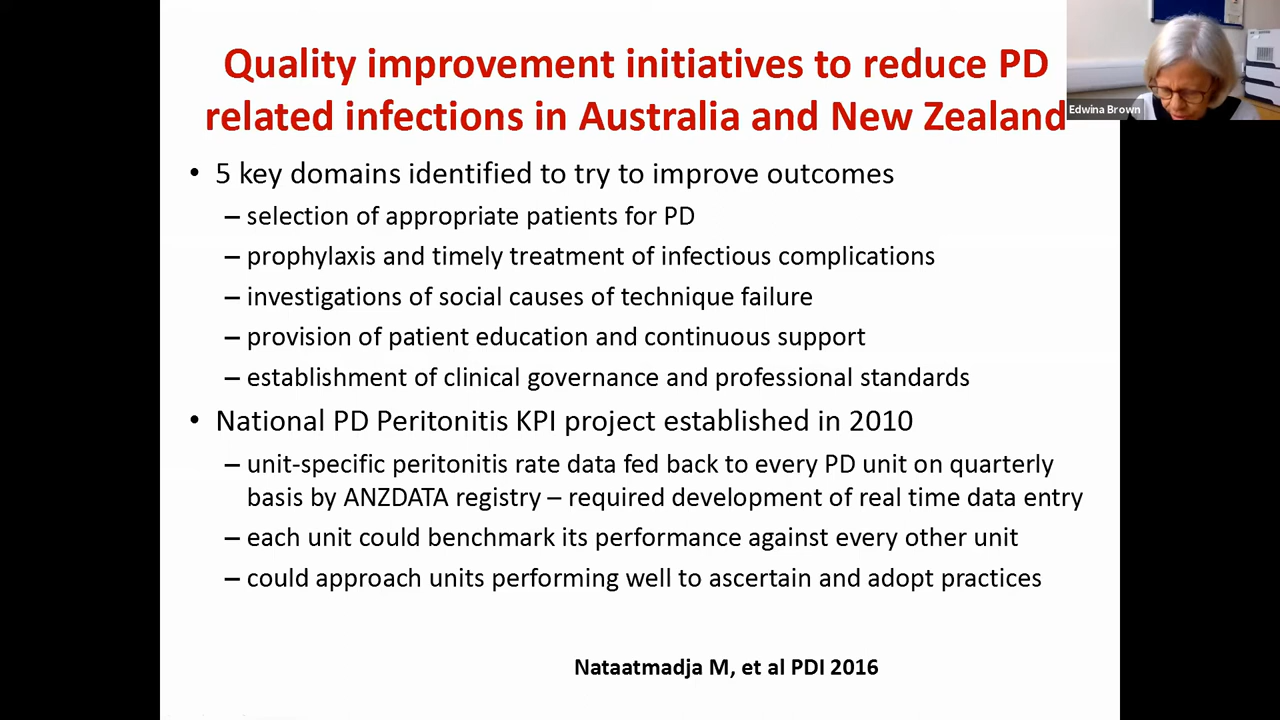 Quality improvement initiatives to reduce PD
related infections in Australia and New Zealand
Edwina Brown
• 5 key domains identified to try to improve outcomes
– selection of appropriate patients for PD
– prophylaxis and timely treatment of infectious complications
– investigations of social causes of technique failure
– provision of patient education and continuous support
– establishment of clinical governance and professional standards
• National PD Peritonitis KPI project established in 2010
– unit-specific peritonitis rate data fed back to every PD unit on quarterly
basis by ANZDATA registry – required development of real time data entry
– each unit could benchmark its performance against every other unit
– could approach units performing well to ascertain and adopt practices
Nataatmadja M, et al PDI 2016